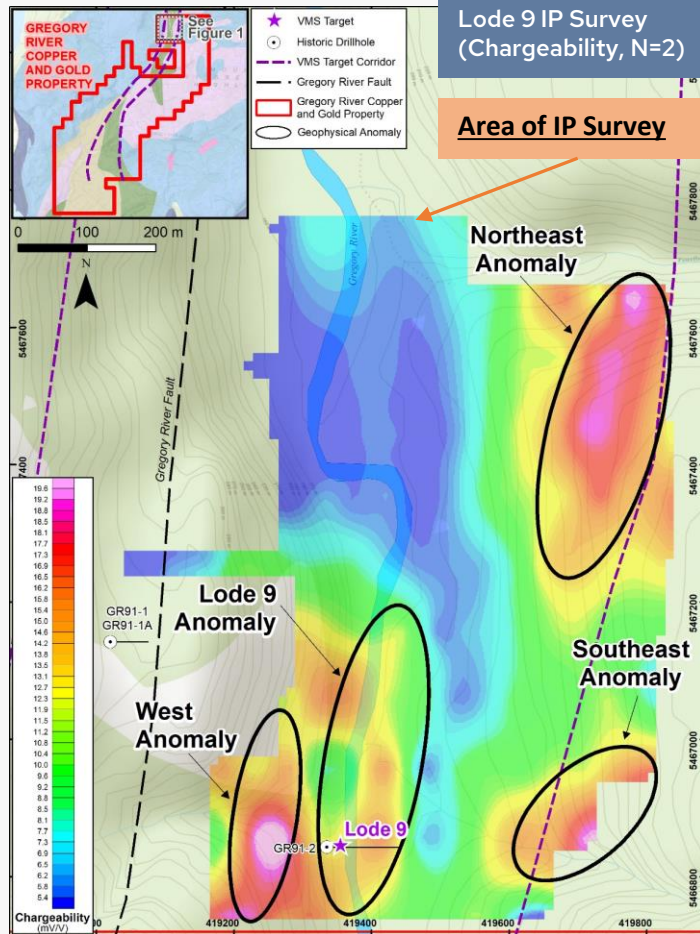 GREGORY
RIVER
COPPER
AND GOLD
PROPERTY
See
Figure 1
VMS Target
Historic Drillhole
VMS Target Corridor
Gregory River Fault
Gregory River Copper
and Gold Property
Geophysical Anomaly
Lode 9 IP Survey
(Chargeability, N=2)
Area of IP Survey
0 100 200 m
N
Gregory River
Northeast
Anomaly
5467800
5467600
5467600
5467400
7400
5467200
5467000
5466800
Gregory River Fault
GR91-1
GR91-1A
Lode 9
Anomaly
West
Anomaly
Southeast
Anomaly
GR91-2
Lode 9
19.6
19.2
18.8
18.5
18.1
17.7
17.3
16.9
16.5
16.2
15.8
15.4
15.0
14.6
14.2
13.8
13.5
13.1
12.7
12.3
11.9
11.5
11.2
10.8
10.4
10.0
9.6
9.2
8.8
8.5
8.1
7.7
7.3
6.9
6.5
6.2
5.8
5.4
Chargeability
(mV/V)
419200
419400
419600
419800